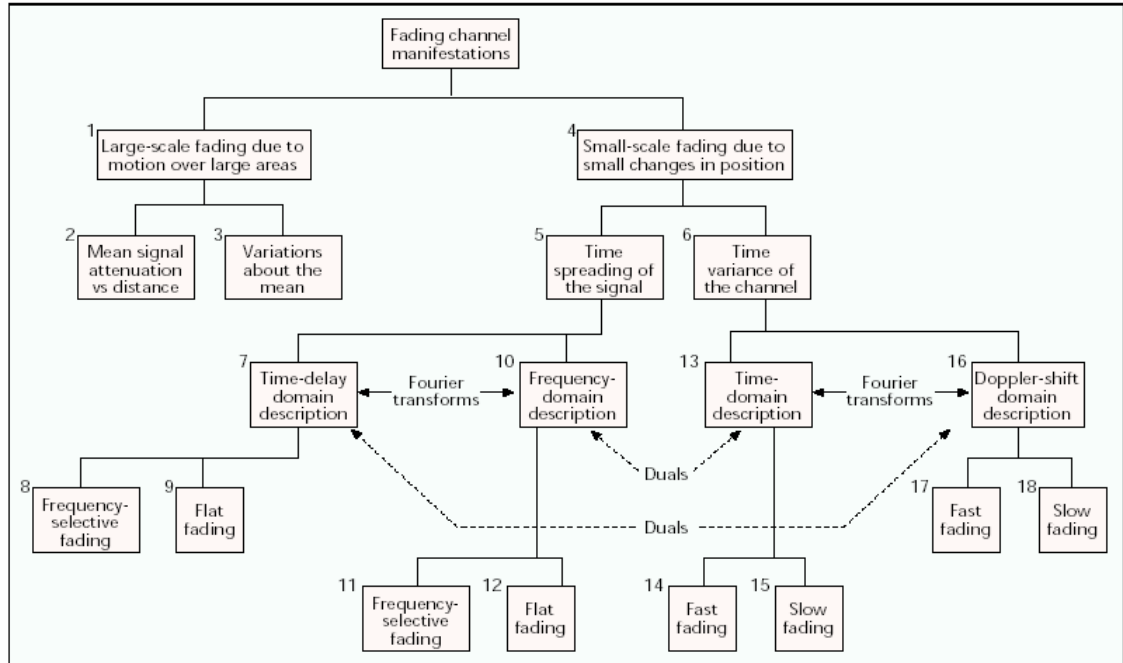 Fading channel
manifestations
1
Large-scale fading due to
motion over large areas
4
Small-scale fading due to
small changes in position
2
Mean signal
attenuation
vs distance
3
Variations
about the
mean
5
Time
spreading of
the signal
6
Time
variance of
the channel
7
Time-delay
domain
description
Fourier
transforms
10
Frequency-
domain
description
13
Time-
domain
description
Fourier
transforms
16
Doppler-shift
domain
description
Duals
Duals
8
Frequency-
selective
fading
9
Flat
fading
17
Fast
fading
18
Slow
fading
11
Frequency-
selective
fading
12
Flat
fading
14
Fast
fading
15
Slow
fading